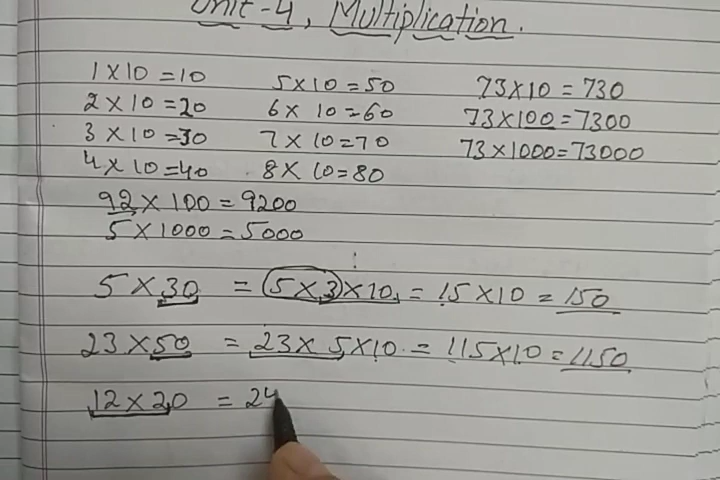 Unit-4, Multiplication.
1 X 10 = 10 5 X 10 = 50 73 X 10 = 730
2 X 10 = 20 6 X 10 = 60 73 X 100 = 7300
3 X 10 = 30 7 X 10 = 70 73 X 1000 = 73000
4 X 10 = 40 8 X 10 = 80
92 X 100 = 9200
5 X 1000 = 5000
5 X 30 = 5 X 3 X 10 = 15 X 10 = 150
23 X 50 = 23 X 5 X 10 = 115 X 10 = 1150
12 X 20 = 24